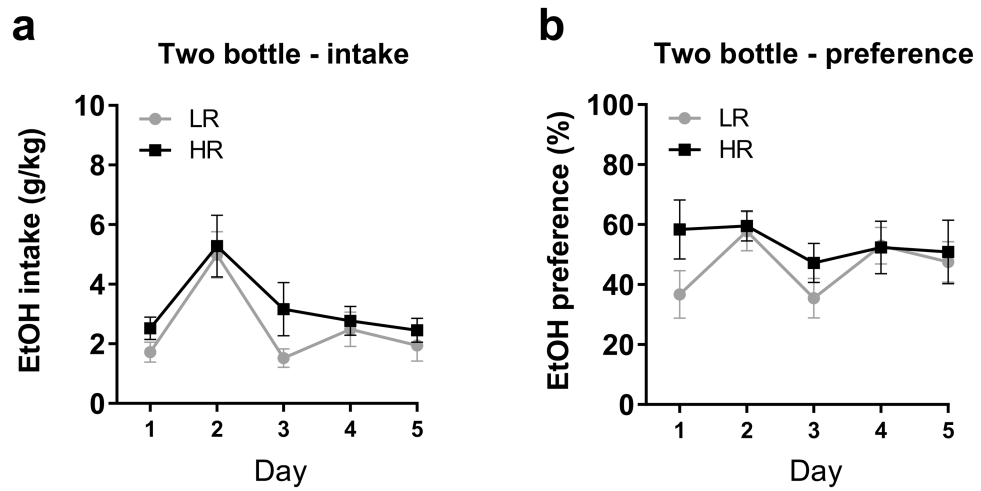 a
Two bottle - intake
EtOH intake (g/kg)
10
8
6
4
2
0
LR
HR
1 2 3 4 5
Day
b
Two bottle - preference
EtOH preference (%)
100
80
60
40
20
0
LR
HR
1 2 3 4 5
Day